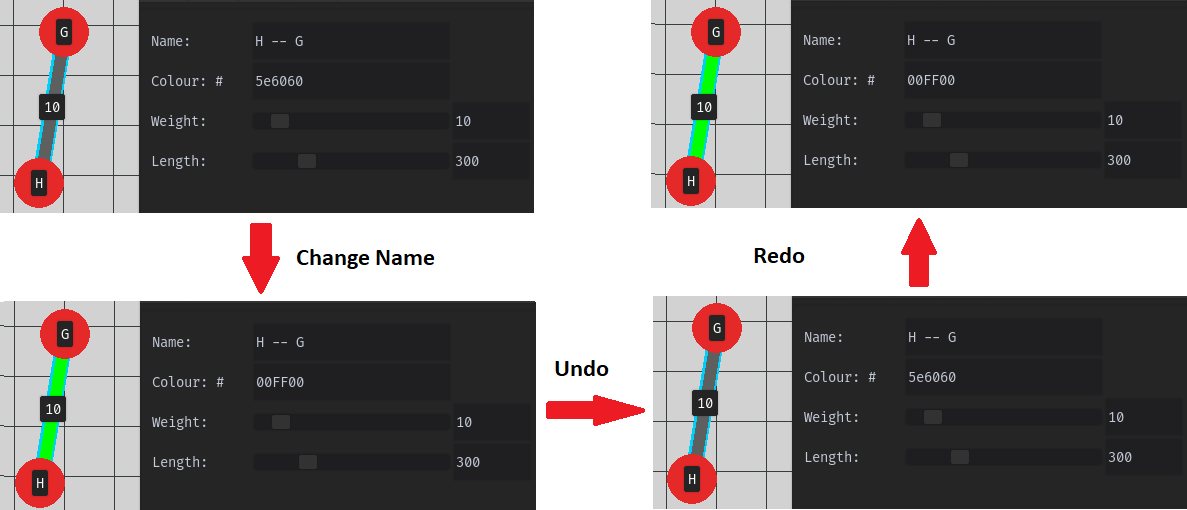 G
Name: H -- G
Colour: # 5e6060
10
Weight: 10
Length: 300
H
Change Name
G
Name: H -- G
Colour: # 00FF00
10
Weight: 10
Length: 300
H
Undo
G
Name: H -- G
Colour: # 5e6060
10
Weight: 10
Length: 300
H
Redo
G
Name: H -- G
Colour: # 00FF00
10
Weight: 10
Length: 300
H